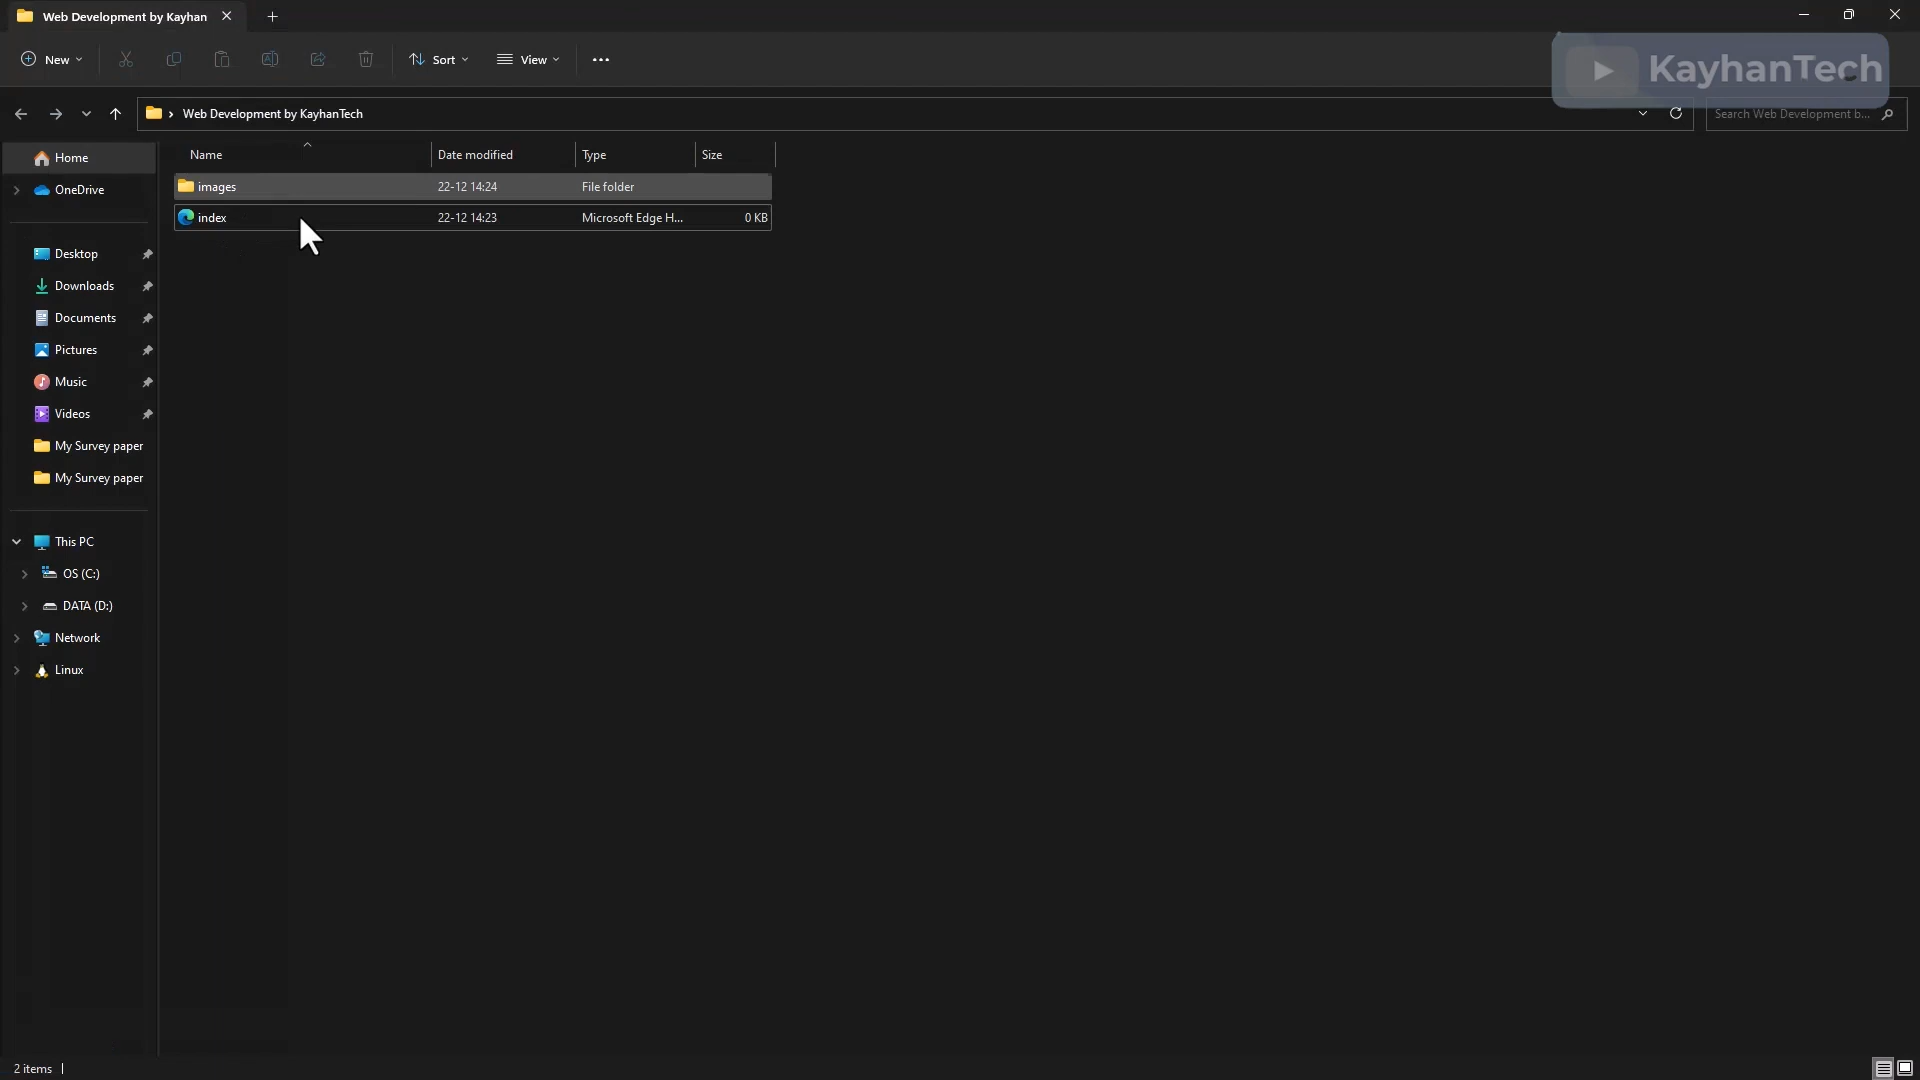 Web Development by Kayhan
New
Sort
View
KayhanTech
Web Development by KayhanTech
Search Web Development b...
Name
Date modified
Type
Size
Home
images
22-12 14:24
File folder
OneDrive
index
22-12 14:23
Microsoft Edge H...
0 KB
Desktop
Downloads
Documents
Pictures
Music
Videos
My Survey paper
My Survey paper
This PC
OS (C:)
DATA (D:)
Network
Linux
2 items